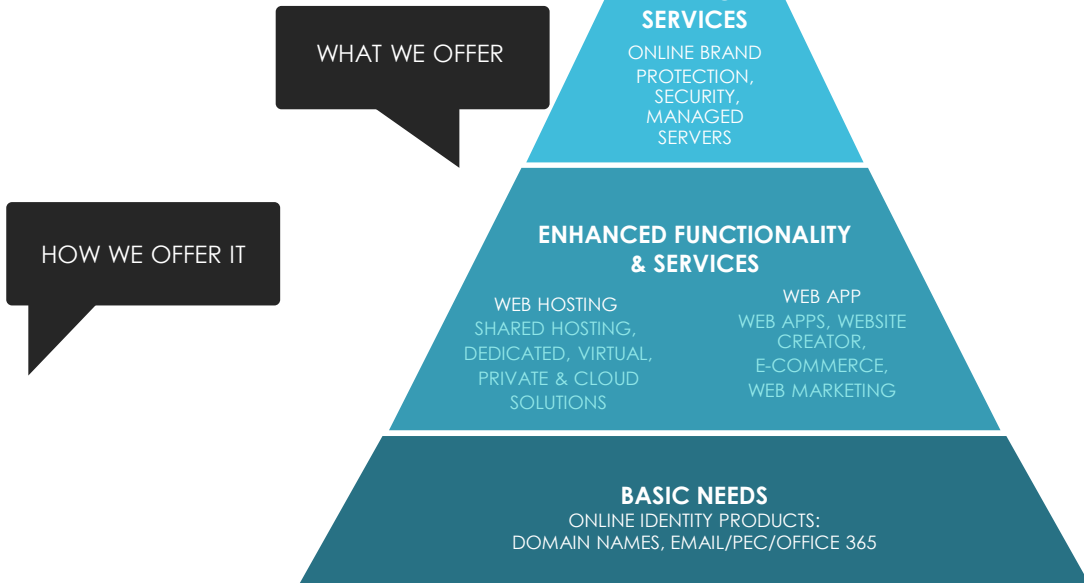 SERVICES
ONLINE BRAND
PROTECTION,
SECURITY,
MANAGED
SERVERS
WHAT WE OFFER
HOW WE OFFER IT
ENHANCED FUNCTIONALITY
& SERVICES
WEB HOSTING
SHARED HOSTING,
DEDICATED, VIRTUAL,
PRIVATE & CLOUD
SOLUTIONS
WEB APP
WEB APPS, WEBSITE
CREATOR,
E-COMMERCE,
WEB MARKETING
BASIC NEEDS
ONLINE IDENTITY PRODUCTS:
DOMAIN NAMES, EMAIL/PEC/OFFICE 365